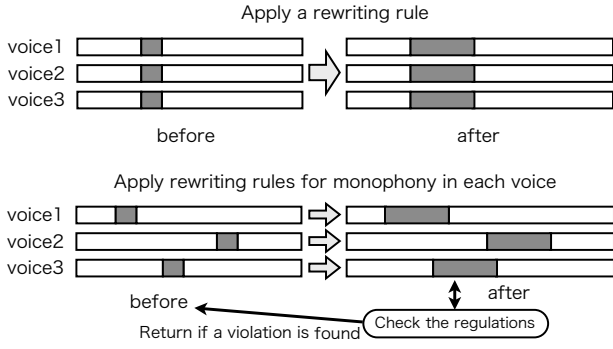 Apply a rewriting rule
voice1
voice2
voice3
before
after
Apply rewriting rules for monophony in each voice
voice1
voice2
voice3
before
after
Return if a violation is found
Check the regulations